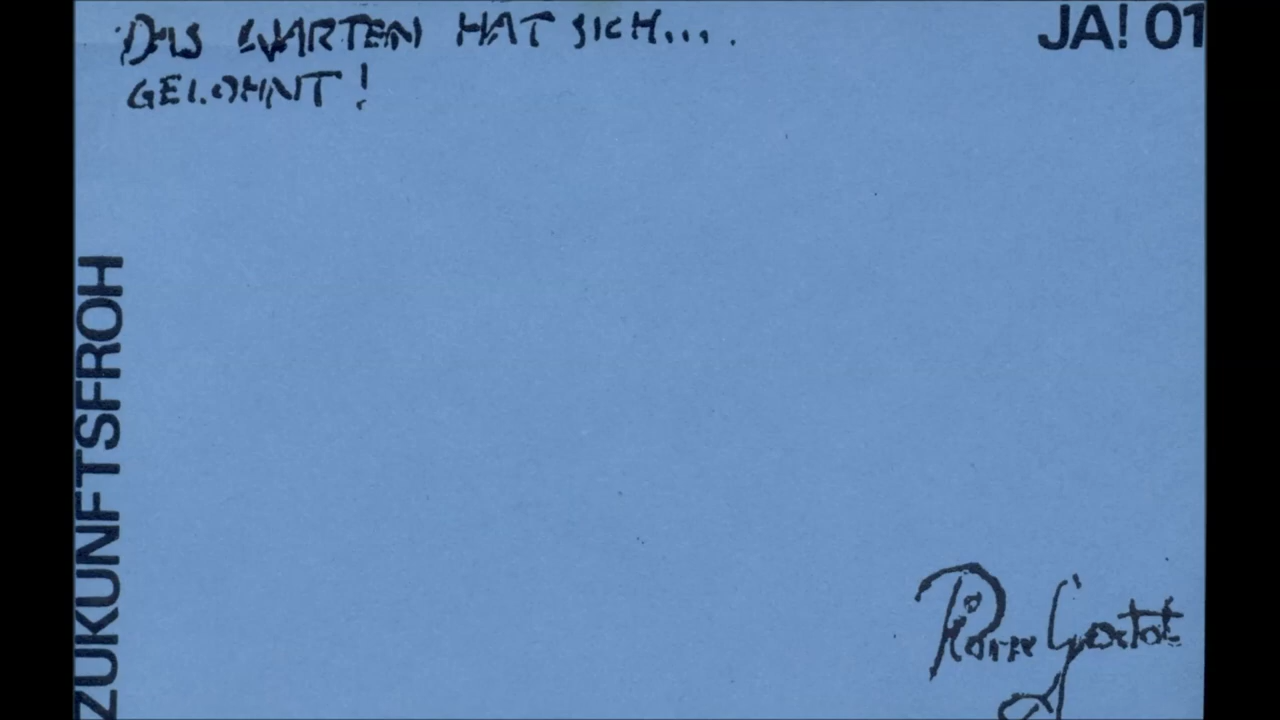 DAS WARTEN HAT SICH....
GELOHNT!
JA! 01
ZUKUNFTSFROH